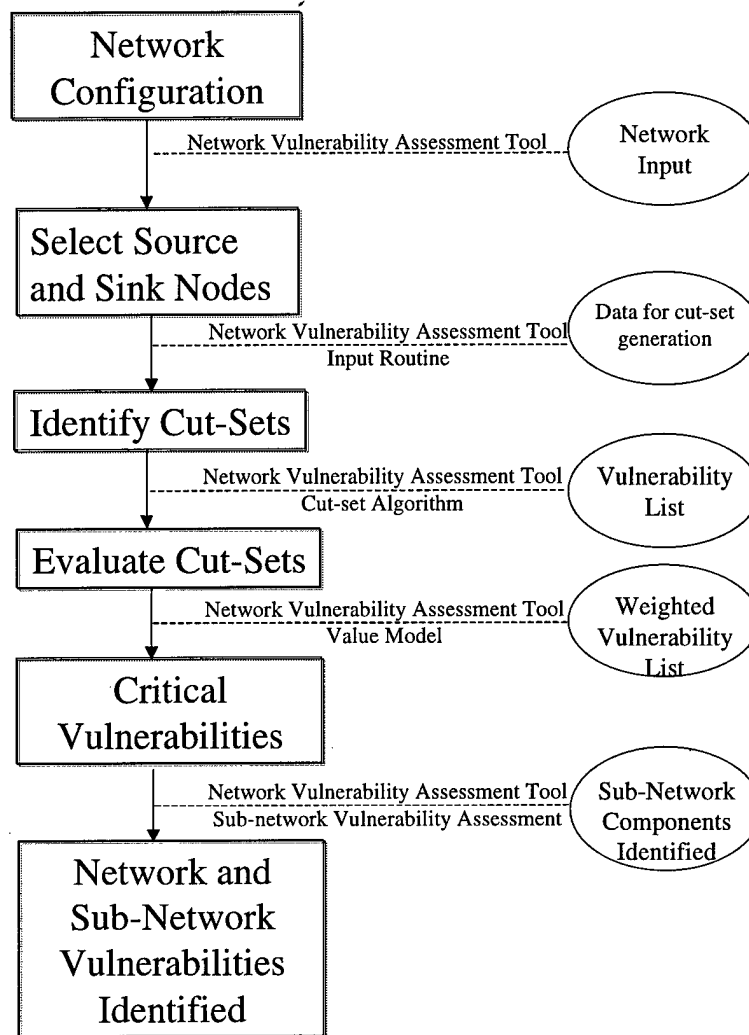 Network
Configuration
Network Vulnerability Assessment Tool
Network
Input
Select Source
and Sink Nodes
Network Vulnerability Assessment Tool
Input Routine
Data for cut-set
generation
Identify Cut-Sets
Network Vulnerability Assessment Tool
Cut-set Algorithm
Vulnerability
List
Evaluate Cut-Sets
Network Vulnerability Assessment Tool
Value Model
Weighted
Vulnerability
List
Critical
Vulnerabilities
Network Vulnerability Assessment Tool
Sub-network Vulnerability Assessment
Sub-Network
Components
Identified
Network and
Sub-Network
Vulnerabilities
Identified